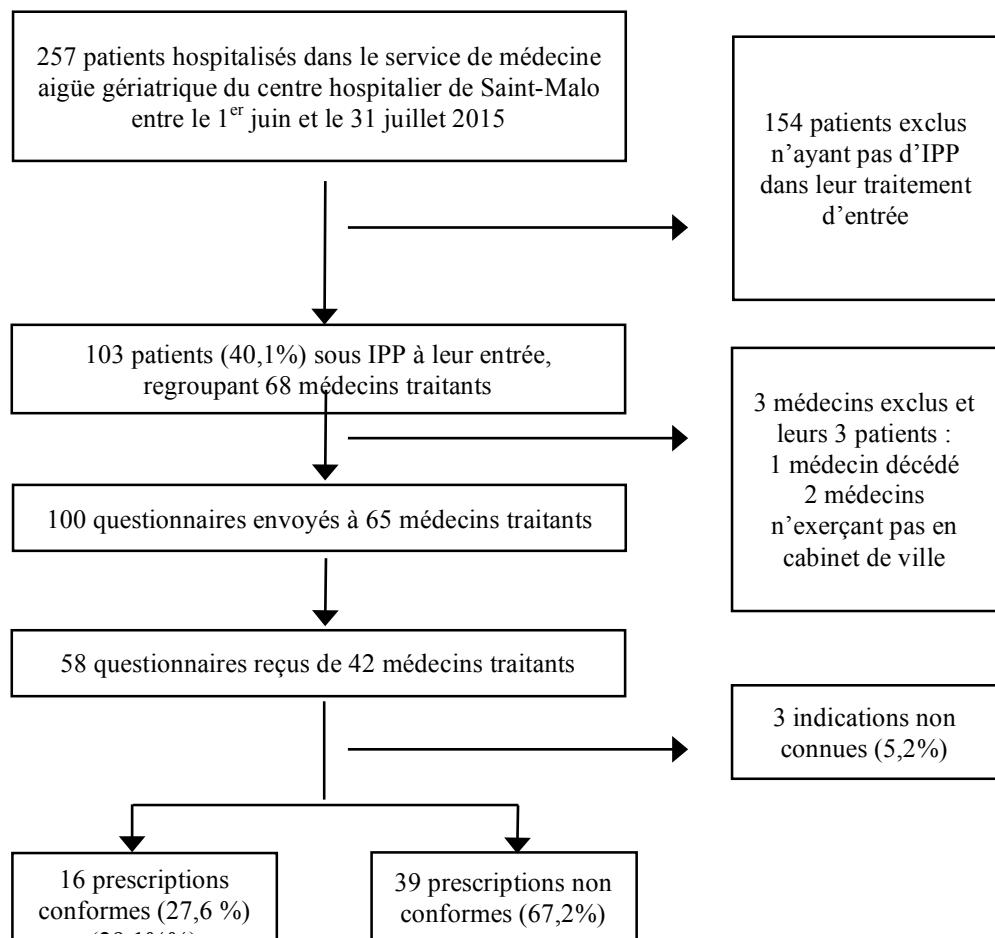 257 patients hospitalisés dans le service de médecine
aigüe gériatrique du centre hospitalier de Saint-Malo
entre le 1er juin et le 31 juillet 2015
154 patients exclus
n’ayant pas d’IPP
dans leur traitement
d’entrée
103 patients (40,1%) sous IPP à leur entrée,
regroupant 68 médecins traitants
3 médecins exclus et
leurs 3 patients :
1 médecin décédé
2 médecins
n’exerçant pas en
cabinet de ville
100 questionnaires envoyés à 65 médecins traitants
58 questionnaires reçus de 42 médecins traitants
3 indications non
connues (5,2%)
16 prescriptions
conformes (27,6 %)
39 prescriptions non
conformes (67,2%)